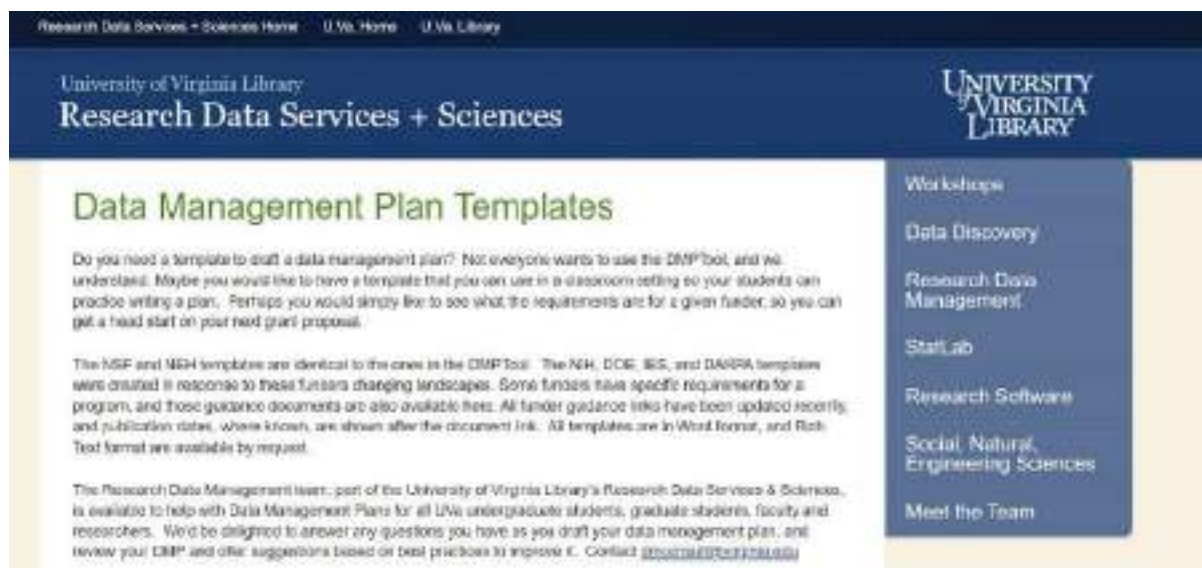 Research Data Services + Sciences Home U.Va. Home U.Va. Library
University of Virginia Library
Research Data Services + Sciences
UNIVERSITY
of VIRGINIA
LIBRARY
Data Management Plan Templates
Do you need a template to draft a data management plan? Not everyone wants to use the DMPTool, and we
understand. Maybe you would like to have a template that you can use in a classroom setting so your students can
practice writing a plan. Perhaps you would simply like to see what the requirements are for a given funder, so you can
get a head start on your next grant proposal.
The NSF and NEH templates are identical to the ones in the DMPTool. The NIH, DOE, IES, and DARPA templates
were created in response to these funders changing landscapes. Some funders have specific requirements for a
program, and those guidance documents are also available here. All funder guidance links have been updated recently,
and publication dates, where known, are shown after the document link. All templates are in Word format, and Rich
Text format are available by request.
The Research Data Management team, part of the University of Virginia Library's Research Data Services & Sciences,
is available to help with Data Management Plans for all UVa undergraduate students, graduate students, faculty and
researchers. We'd be delighted to answer any questions you have as you draft your data management plan, and
review your DMP and offer suggestions based on best practices to improve it. Contact
Workshops
Data Discovery
Research Data
Management
StatLab
Research Software
Social, Natural,
Engineering Sciences
Meet the Team